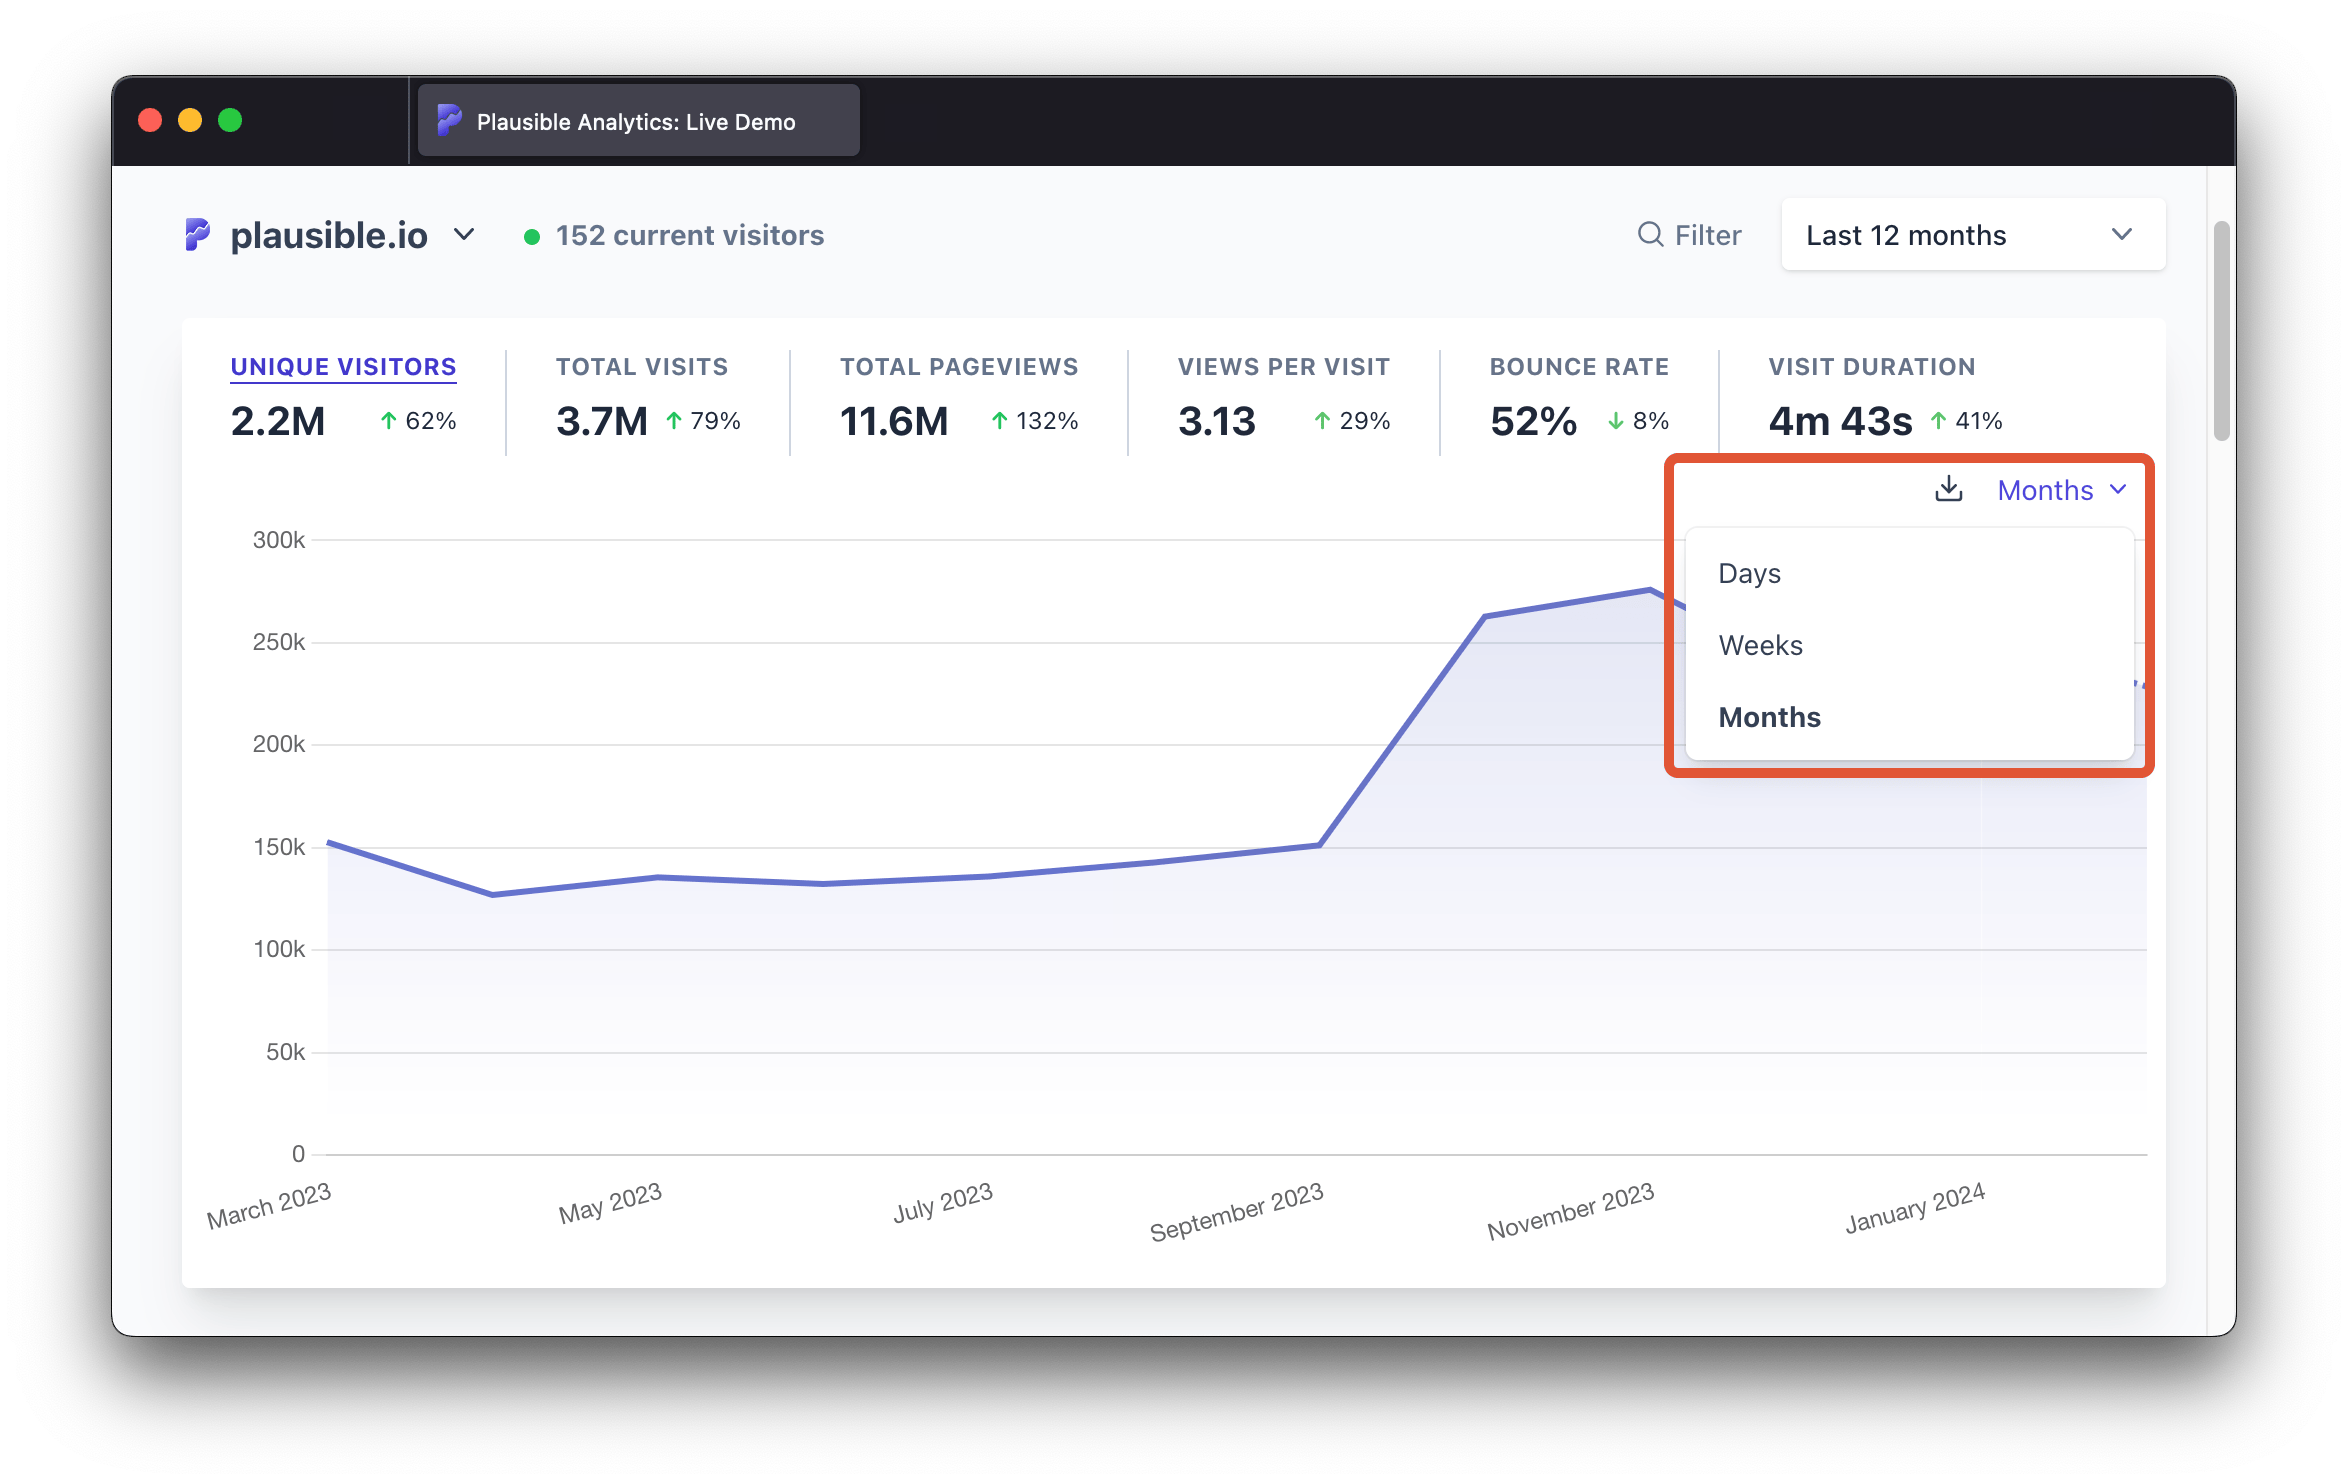 Plausible Analytics: Live Demo
plausible.io
152 current visitors
Filter
Last 12 months
UNIQUE VISITORS
2.2M 62%
TOTAL VISITS
3.7M 79%
TOTAL PAGEVIEWS
11.6M 132%
VIEWS PER VISIT
3.13 29%
BOUNCE RATE
52% 8%
VISIT DURATION
4m 43s 41%
Months
Days
Weeks
Months
300k
250k
200k
150k
100k
50k
0
March 2023
May 2023
July 2023
September 2023
November 2023
January 2024